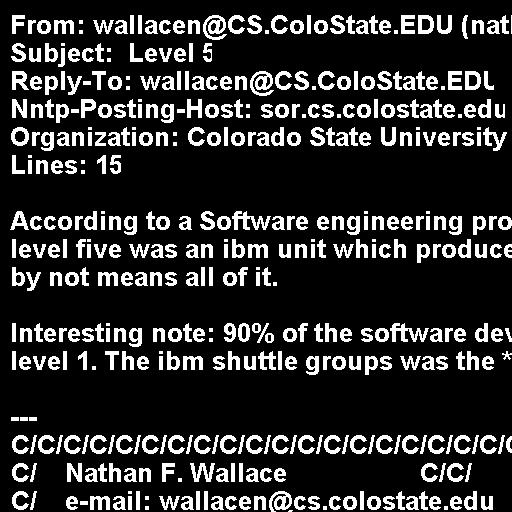 From: wallacen@CS.ColoState.EDU (nat
Subject: Level 5
Reply-To: wallacen@CS.ColoState.EDU
Nntp-Posting-Host: sor.cs.colostate.edu
Organization: Colorado State University
Lines: 15
According to a Software engineering pro
level five was an ibm unit which produce
by not means all of it.
Interesting note: 90% of the software dev
level 1. The ibm shuttle groups was the *
---
C/C/C/C/C/C/C/C/C/C/C/C/C/C/C/C/C/C/C/C
C/ Nathan F. Wallace C/C/
C/ e-mail: wallacen@cs.colostate.edu